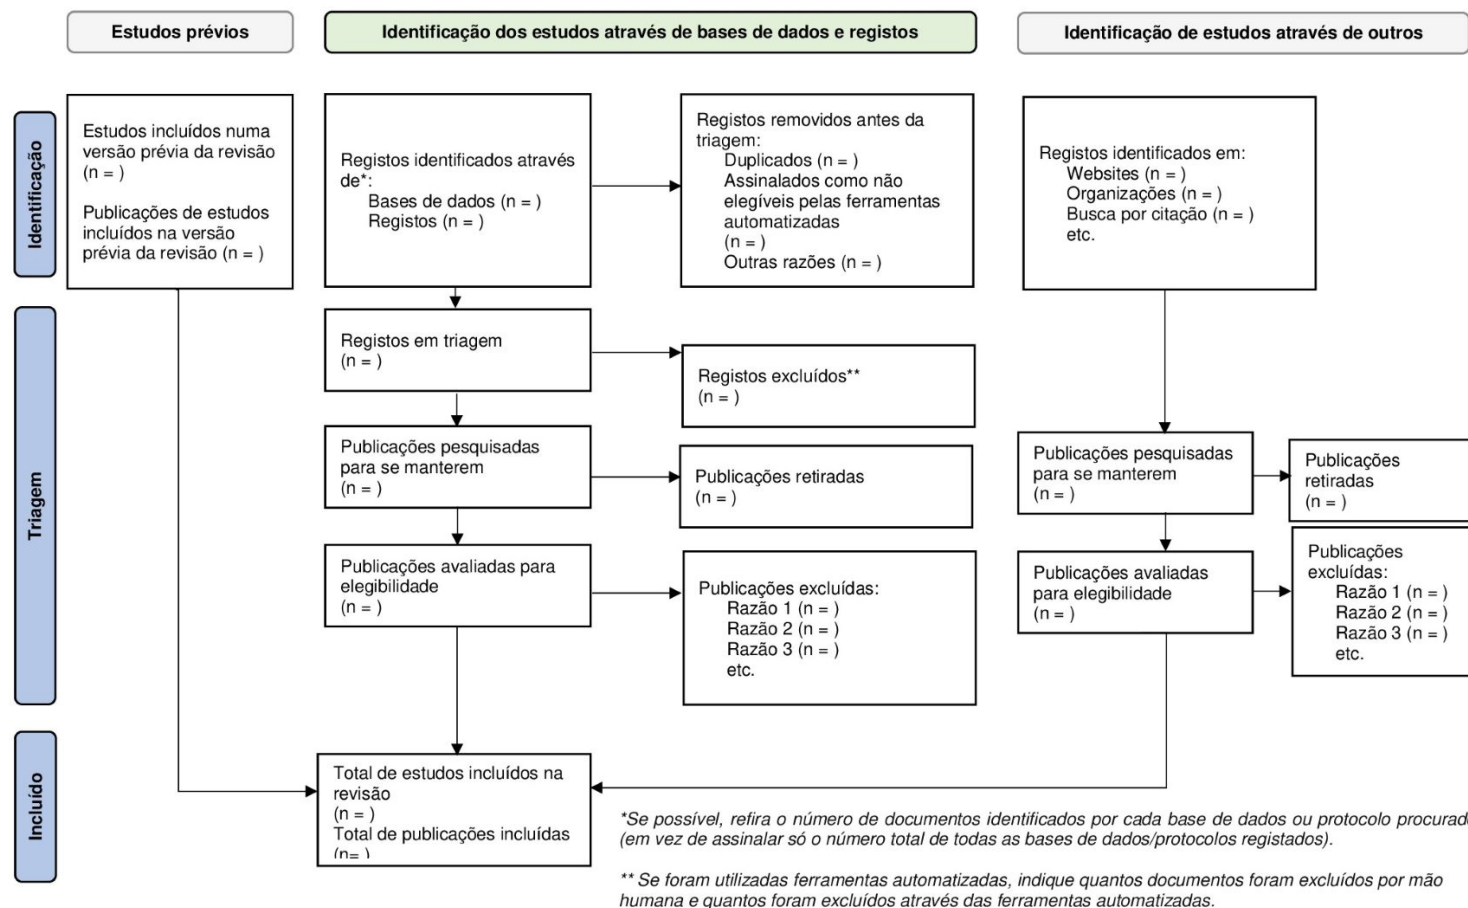 Estudos prévios
Identificação dos estudos através de bases de dados e registos
Identificação de estudos através de outros
Identificação
Estudos incluídos numa
versão prévia da revisão
(n = )
Publicações de estudos
incluídos na versão
prévia da revisão (n = )
Registos identificados através
de*:
Bases de dados (n = )
Registos (n = )
Registos removidos antes da
triagem:
Duplicados (n = )
Assinalados como não
elegíveis pelas ferramentas
automatizadas
(n = )
Outras razões (n = )
Registos identificados em:
Websites (n = )
Organizações (n = )
Busca por citação (n = )
etc.
Triagem
Registos em triagem
(n = )
Registos excluídos**
(n = )
Publicações pesquisadas
para se manterem
(n = )
Publicações retiradas
(n = )
Publicações pesquisadas
para se manterem
(n = )
Publicações
retiradas
(n = )
Publicações avaliadas para
elegibilidade
(n = )
Publicações excluídas:
Razão 1 (n = )
Razão 2 (n = )
Razão 3 (n = )
etc.
Publicações avaliadas
para elegibilidade
(n = )
Publicações
excluídas:
Razão 1 (n = )
Razão 2 (n = )
Razão 3 (n = )
etc.
Incluído
Total de estudos incluídos na
revisão
(n = )
Total de publicações incluídas
(n= )
*Se possível, refira o número de documentos identificados por cada base de dados ou protocolo procurad
(em vez de assinalar só o número total de todas as bases de dados/protocolos registados).
** Se foram utilizadas ferramentas automatizadas, indique quantos documentos foram excluídos por mão
humana e quantos foram excluídos através das ferramentas automatizadas.